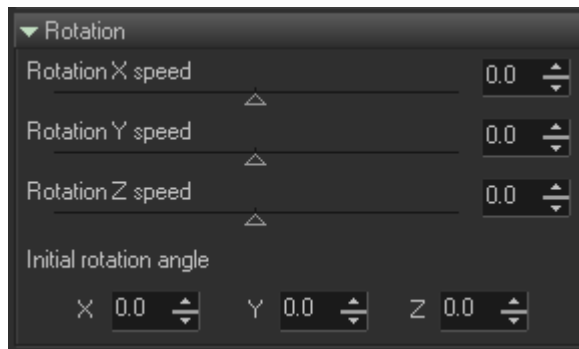 Rotation
Rotation X speed 0.0
Rotation Y speed 0.0
Rotation Z speed 0.0
Initial rotation angle
X 0.0 Y 0.0 Z 0.0